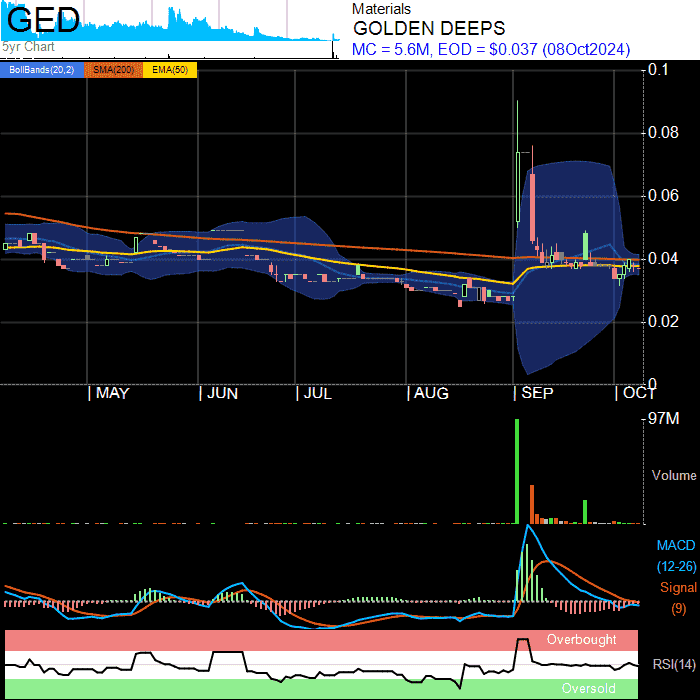 GED
5yr Chart
Materials
GOLDEN DEEPS
MC = 5.6M, EOD = $0.037 (08Oct2024)
BollBands(20,2) SMA(200) EMA(50)
0.1
0.08
0.06
0.04
0.02
0
MAY JUN JUL AUG SEP OCT
97M
Volume
MACD
(12-26)
Signal
(9)
Overbought
RSI(14)
Oversold